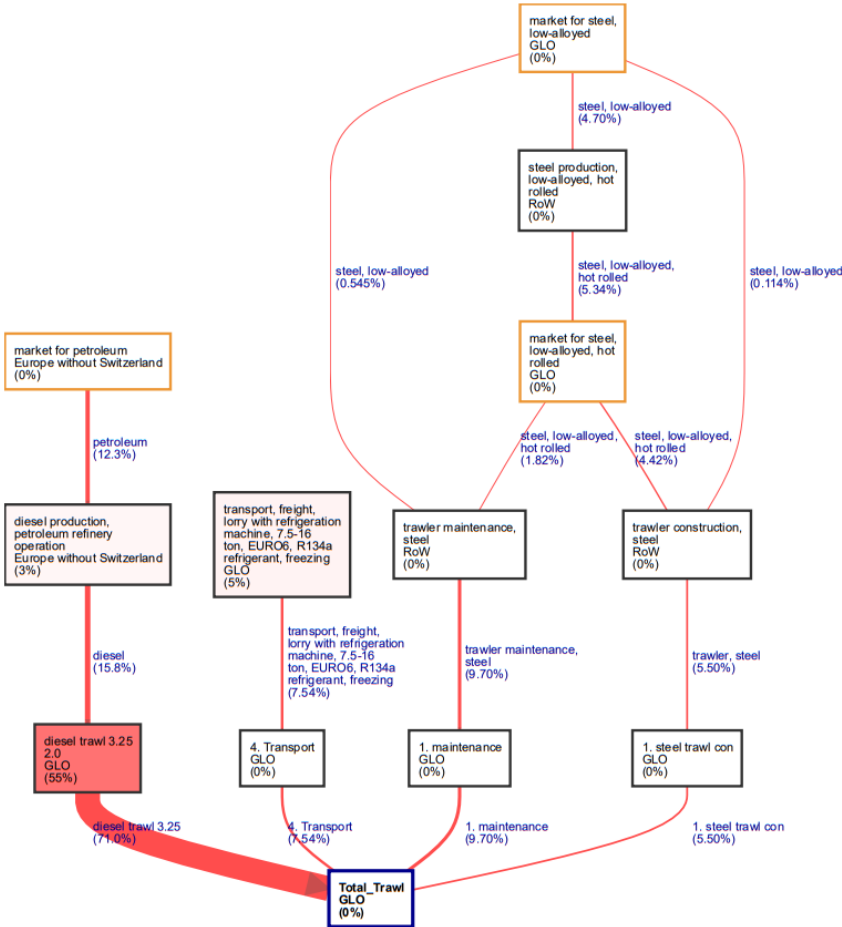 market for steel,
low-alloyed
GLO
(0%)
steel, low-alloyed
(4.70%)
steel production,
low-alloyed, hot
rolled
RoW
(0%)
steel, low-alloyed
(0.545%)
steel, low-alloyed,
hot rolled
(5.34%)
steel, low-alloyed
(0.114%)
market for petroleum
Europe without Switzerland
(0%)
market for steel,
low-alloyed, hot
rolled
GLO
(0%)
petroleum
(12.3%)
steel, low-alloyed,
hot rolled
(1.82%)
steel, low-alloyed,
hot rolled
(4.42%)
diesel production,
petroleum refinery
operation
Europe without Switzerland
(3%)
transport, freight,
lorry with refrigeration
machine, 7.5-16
ton, EURO6, R134a
refrigerant, freezing
GLO
(5%)
trawler maintenance,
steel
RoW
(0%)
trawler construction,
steel
RoW
(0%)
diesel
(15.8%)
transport, freight,
lorry with refrigeration
machine, 7.5-16
ton, EURO6, R134a
refrigerant, freezing
(7.54%)
trawler maintenance,
steel
(9.70%)
trawler, steel
(5.50%)
diesel trawl 3.25
2.0
GLO
(55%)
4. Transport
GLO
(0%)
1. maintenance
GLO
(0%)
1. steel trawl con
GLO
(0%)
diesel trawl 3.25
(71.0%)
4. Transport
(7.54%)
1. maintenance
(9.70%)
1. steel trawl con
(5.50%)
Total_Trawl
GLO
(0%)